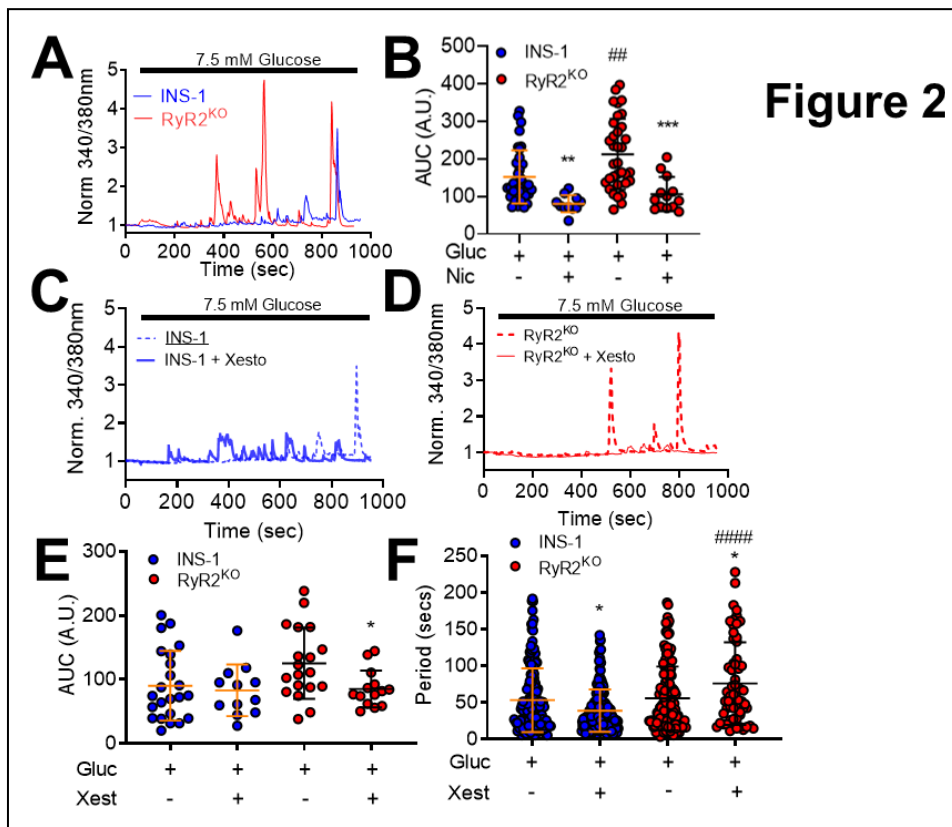 Figure 2
A
7.5 mM Glucose
INS-1
RyR2KO
Norm 340/380nm
5
4
3
2
1
0 200 400 600 800 1000
Time (sec)
B
INS-1
RyR2KO
##
**
***
AUC (A.U.)
500
400
300
200
100
0
Gluc + + + +
Nic - + - +
C
7.5 mM Glucose
INS-1
INS-1 + Xesto
Norm. 340/380nm
5
4
3
2
1
0 200 400 600 800 1000
Time (sec)
D
7.5 mM Glucose
RyR2KO
RyR2KO + Xesto
Norm. 340/380nm
5
4
3
2
1
0 200 400 600 800 1000
Time (sec)
E
INS-1
RyR2KO
*
AUC (A.U.)
300
200
100
0
Gluc + + + +
Xest - + - +
F
INS-1
RyR2KO
####
*
*
Period (secs)
250
200
150
100
50
0
Gluc + + + +
Xest - + - +